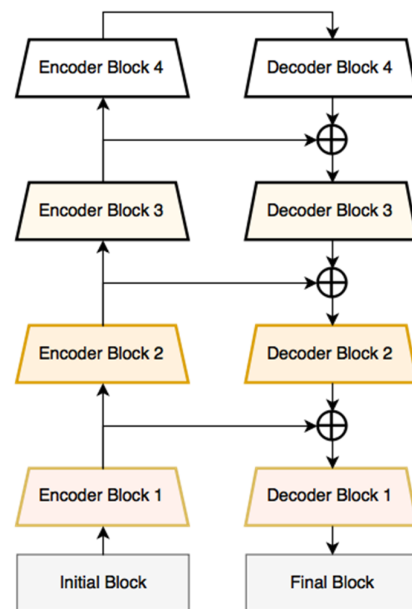 Encoder Block 4
Decoder Block 4
Encoder Block 3
Decoder Block 3
Encoder Block 2
Decoder Block 2
Encoder Block 1
Decoder Block 1
Initial Block
Final Block